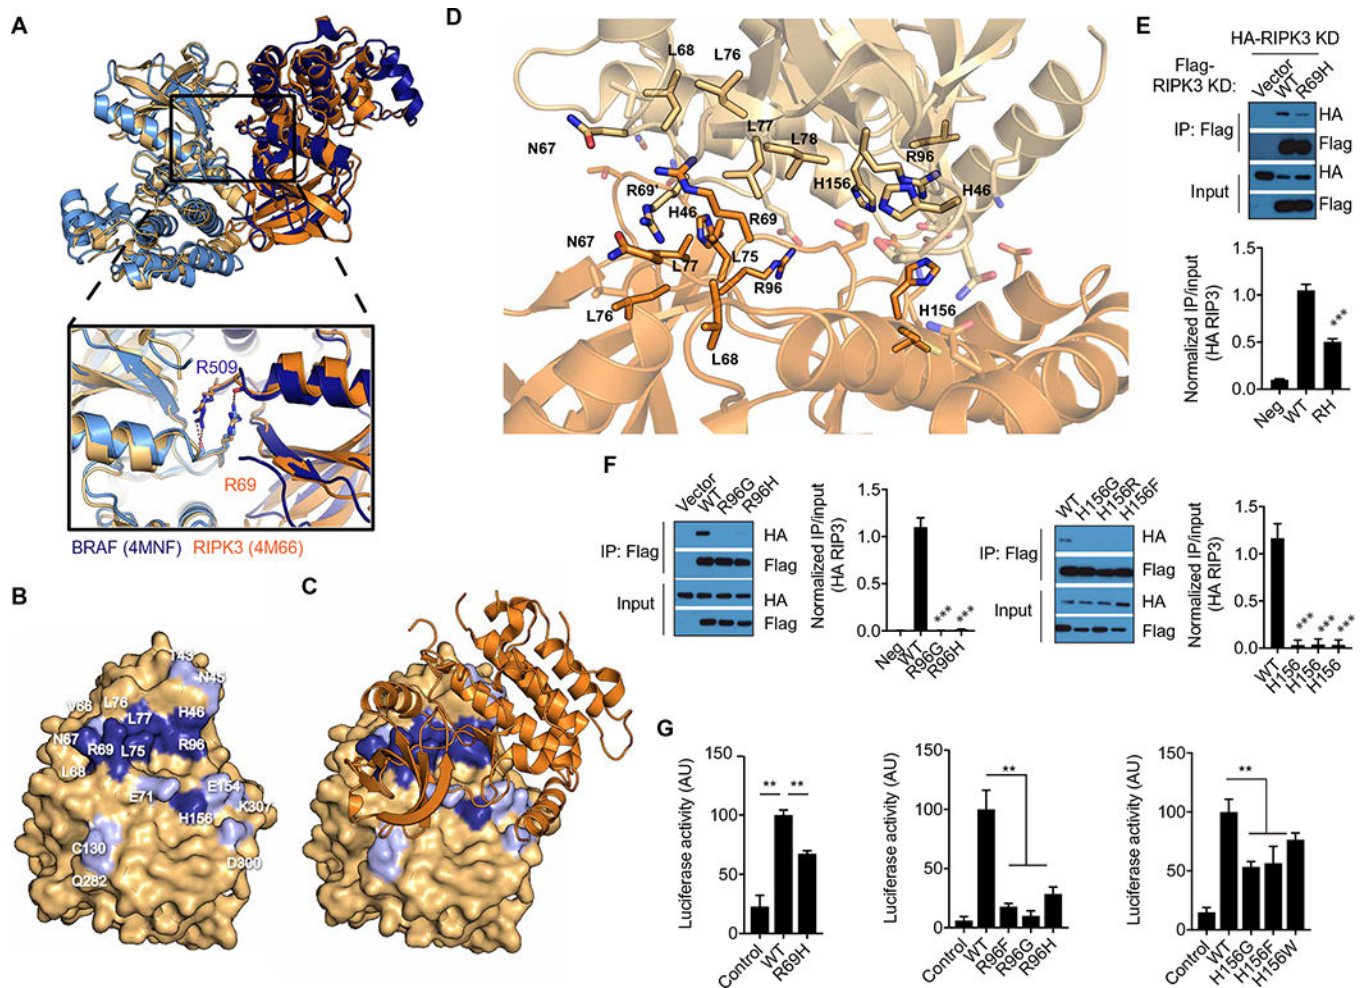 A
R509
R69
BRAF (4MNF) RIPK3 (4M66)
B
N45
V68 L76
L77 H46
N67
R69 L75 R96
L68
E71 E154
K307
H156
C130
D300
Q282
C
D
L68 L76
N67
L77 L78
R96
H156
R69' H46 R69 H46
N67
L77 L75
R96
L76
H156
L68
E
HA-RIPK3 KD
Flag-
RIPK3 KD:
Vector WT R69H
IP: Flag
HA
Flag
Input
HA
Flag
Normalized IP/input
(HA RIP3)
1.5
1.0
0.5
0.0
***
Neg WT RH
F
Vector WT R96G R96H
IP: Flag
HA
Flag
Input
HA
Flag
Normalized IP/input
(HA RIP3)
1.5
1.0
0.5
0.0
*** ***
Neg WT R96G R96H
WT H156G H156R H156F
IP: Flag
HA
Flag
Input
HA
Flag
Normalized IP/input
(HA RIP3)
1.5
1.0
0.5
0.0
*** *** ***
WT H156 H156 H156
G
Luciferase activity (AU)
150
100
50
0
** **
Control WT R69H
Luciferase activity (AU)
150
100
50
0
**
Control WT R96F R96G R96H
Luciferase activity (AU)
150
100
50
0
**
Control WT H156G H156F H156W